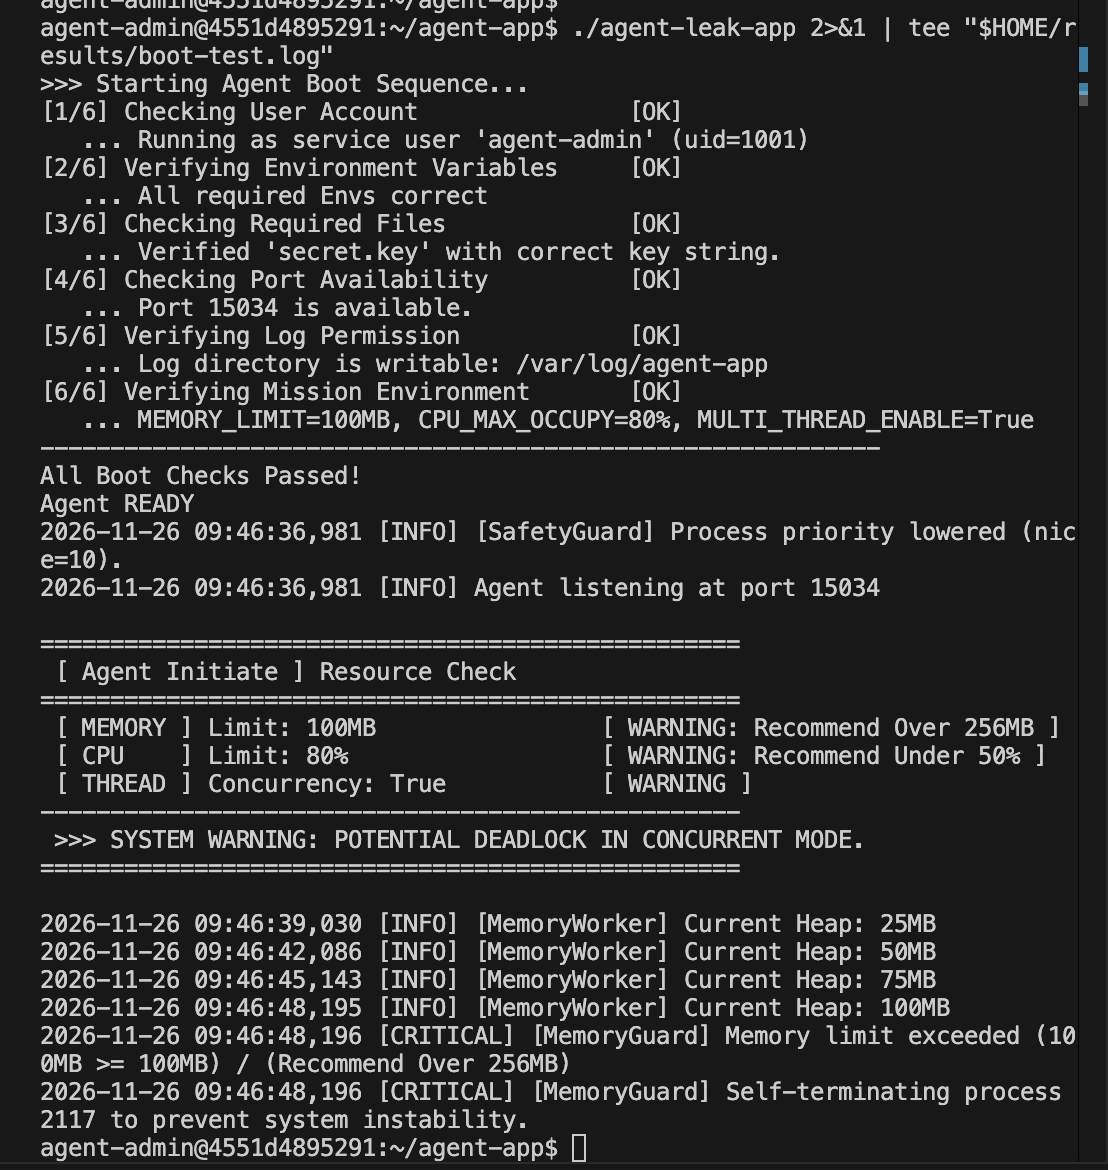 agent-admin@4551d4895291:~/agent-app$
agent-admin@4551d4895291:~/agent-app$ ./agent-leak-app 2>&1 | tee "$HOME/r
esults/boot-test.log"
>>> Starting Agent Boot Sequence...
[1/6] Checking User Account               [OK]
   ... Running as service user 'agent-admin' (uid=1001)
[2/6] Verifying Environment Variables     [OK]
   ... All required Envs correct
[3/6] Checking Required Files             [OK]
   ... Verified 'secret.key' with correct key string.
[4/6] Checking Port Availability          [OK]
   ... Port 15034 is available.
[5/6] Verifying Log Permission            [OK]
   ... Log directory is writable: /var/log/agent-app
[6/6] Verifying Mission Environment       [OK]
   ... MEMORY_LIMIT=100MB, CPU_MAX_OCCUPY=80%, MULTI_THREAD_ENABLE=True
------------------------------------------------------------
All Boot Checks Passed!
Agent READY
2026-11-26 09:46:36,981 [INFO] [SafetyGuard] Process priority lowered (nic
e=10).
2026-11-26 09:46:36,981 [INFO] Agent listening at port 15034
==================================================
 [ Agent Initiate ] Resource Check
==================================================
 [ MEMORY ] Limit: 100MB                [ WARNING: Recommend Over 256MB ]
 [ CPU    ] Limit: 80%                  [ WARNING: Recommend Under 50% ]
 [ THREAD ] Concurrency: True           [ WARNING ]
--------------------------------------------------
 >>> SYSTEM WARNING: POTENTIAL DEADLOCK IN CONCURRENT MODE.
==================================================
2026-11-26 09:46:39,030 [INFO] [MemoryWorker] Current Heap: 25MB
2026-11-26 09:46:42,086 [INFO] [MemoryWorker] Current Heap: 50MB
2026-11-26 09:46:45,143 [INFO] [MemoryWorker] Current Heap: 75MB
2026-11-26 09:46:48,195 [INFO] [MemoryWorker] Current Heap: 100MB
2026-11-26 09:46:48,196 [CRITICAL] [MemoryGuard] Memory limit exceeded (10
0MB >= 100MB) / (Recommend Over 256MB)
2026-11-26 09:46:48,196 [CRITICAL] [MemoryGuard] Self-terminating process
2117 to prevent system instability.
agent-admin@4551d4895291:~/agent-app$